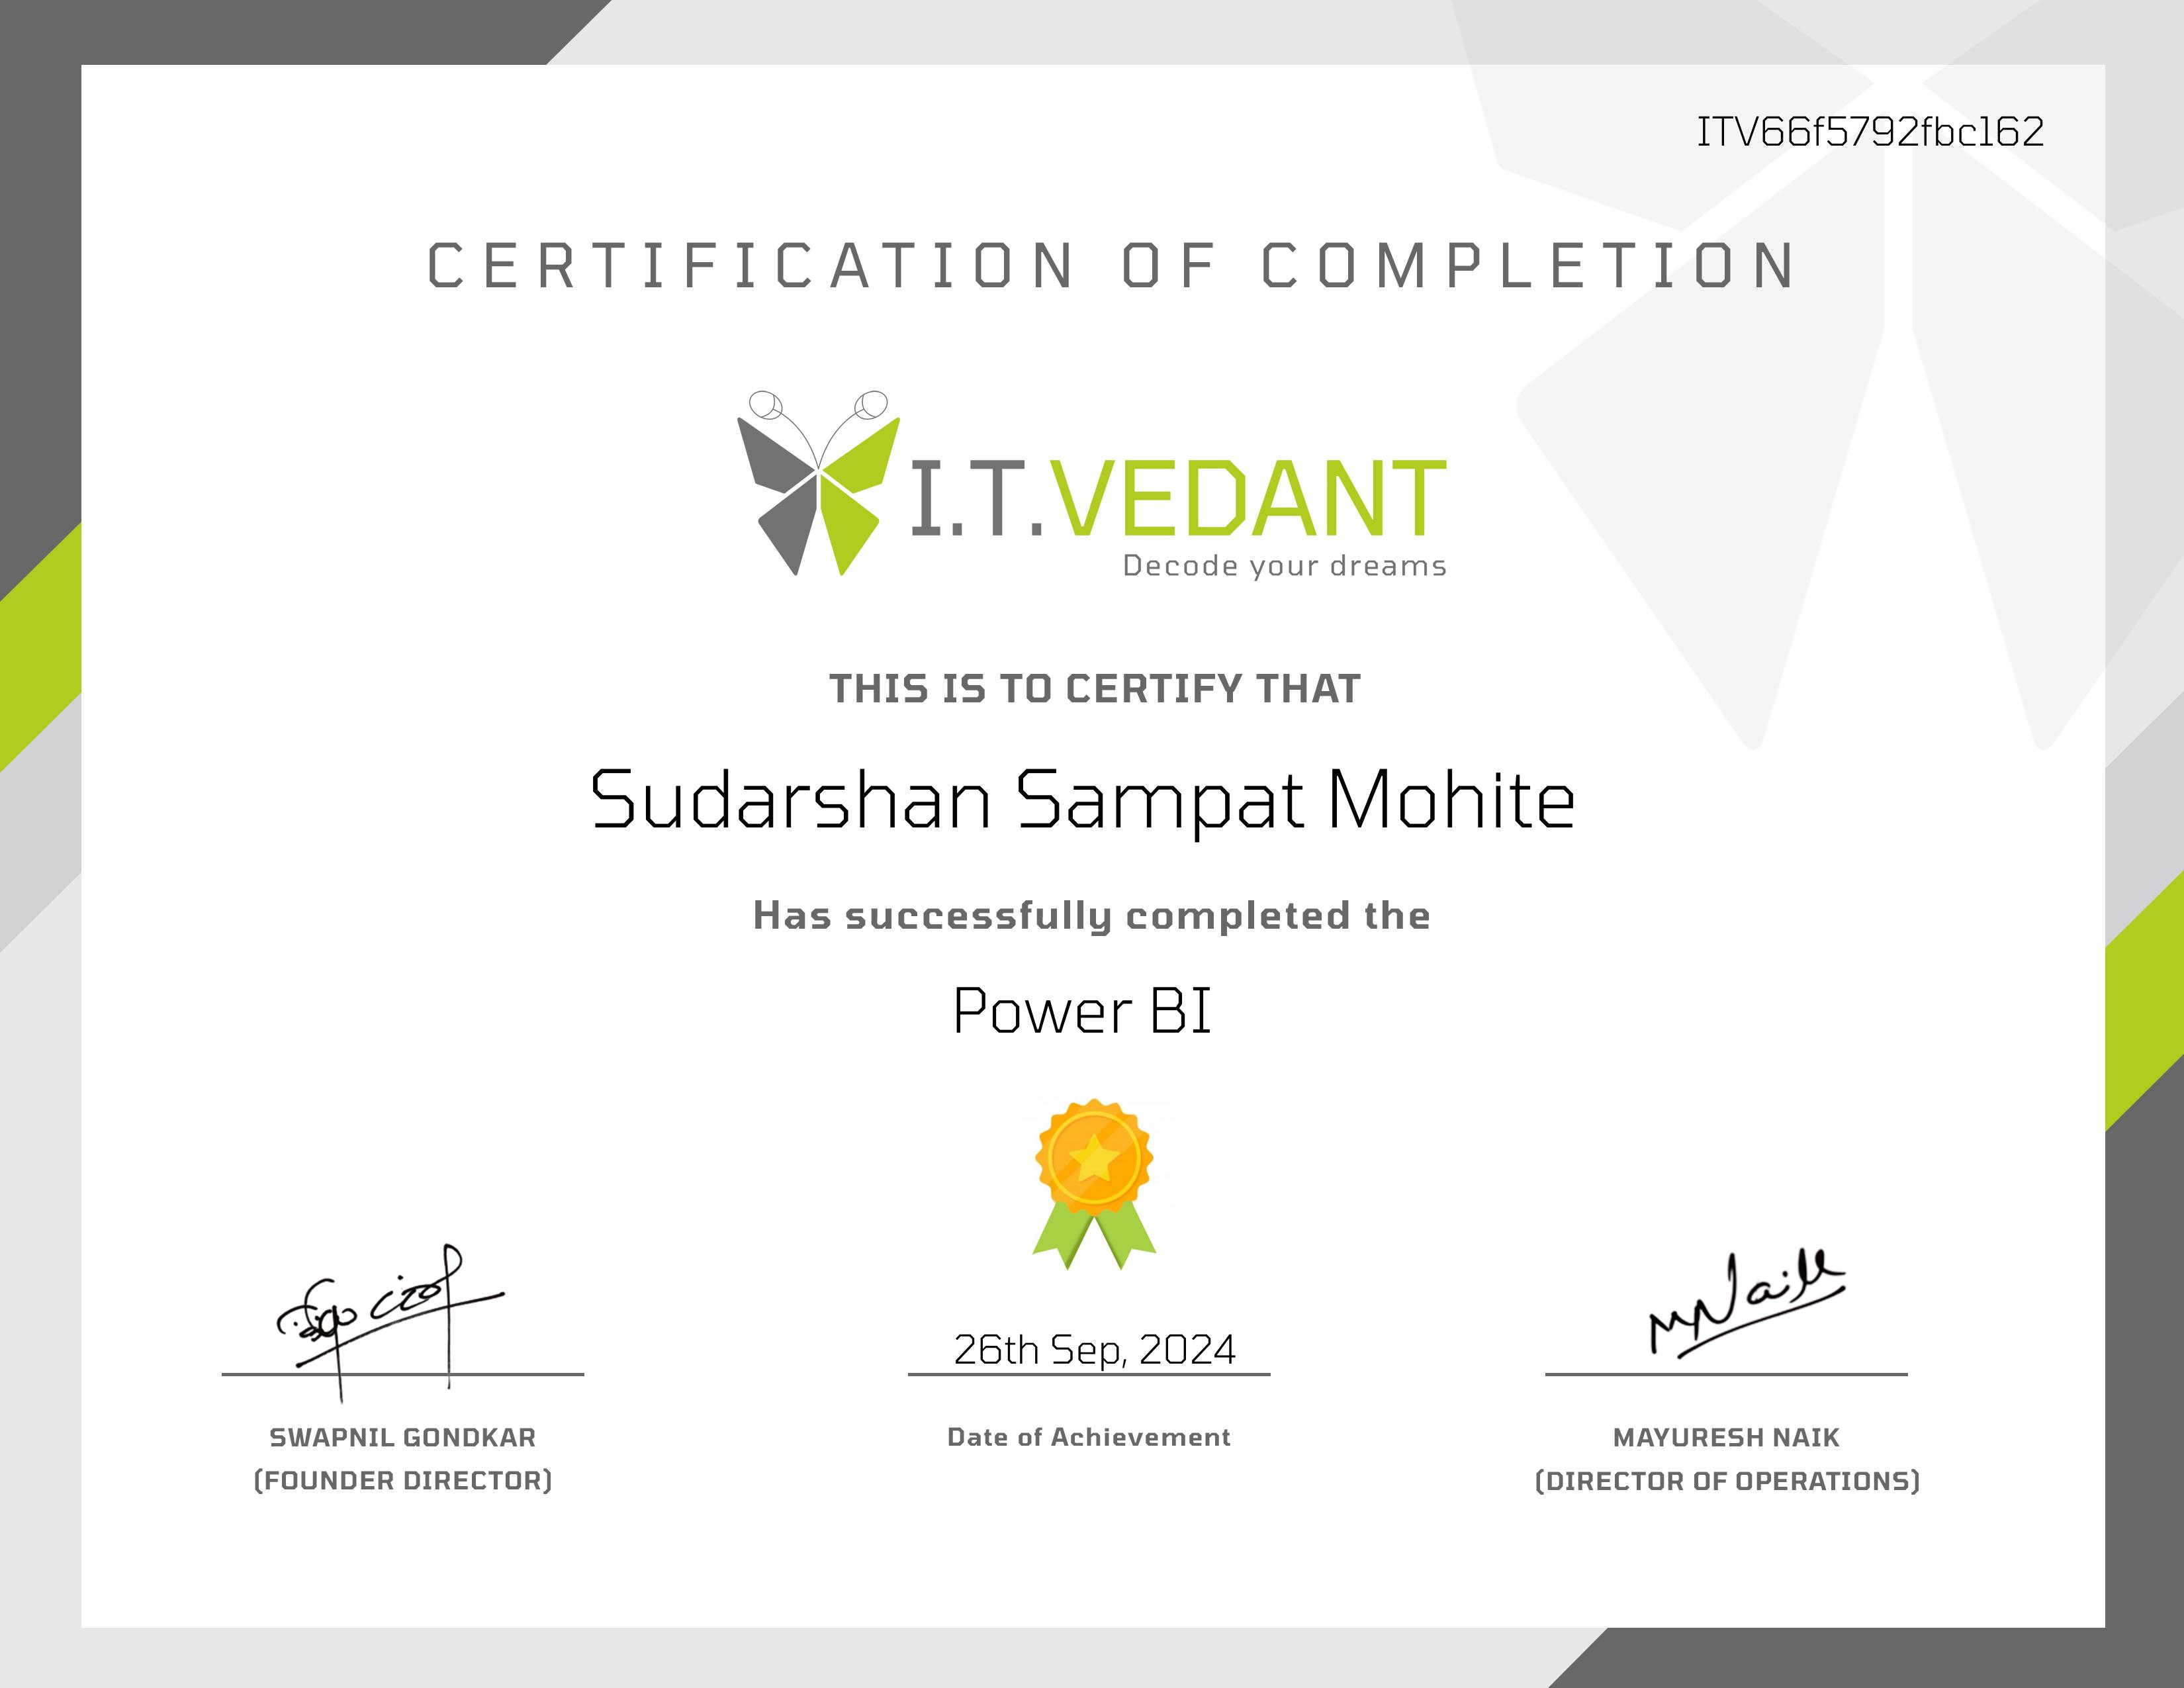 ITV66f5792fbc162
CERTIFICATION OF COMPLETION
I.T.VEDANT
Decode your dreams
THIS IS TO CERTIFY THAT
Sudarshan Sampat Mohite
Has successfully completed the
Power BI
26th Sep, 2024
SWAPNIL GONDKAR
(FOUNDER DIRECTOR)
Date of Achievement
MAYURESH NAIK
(DIRECTOR OF OPERATIONS)